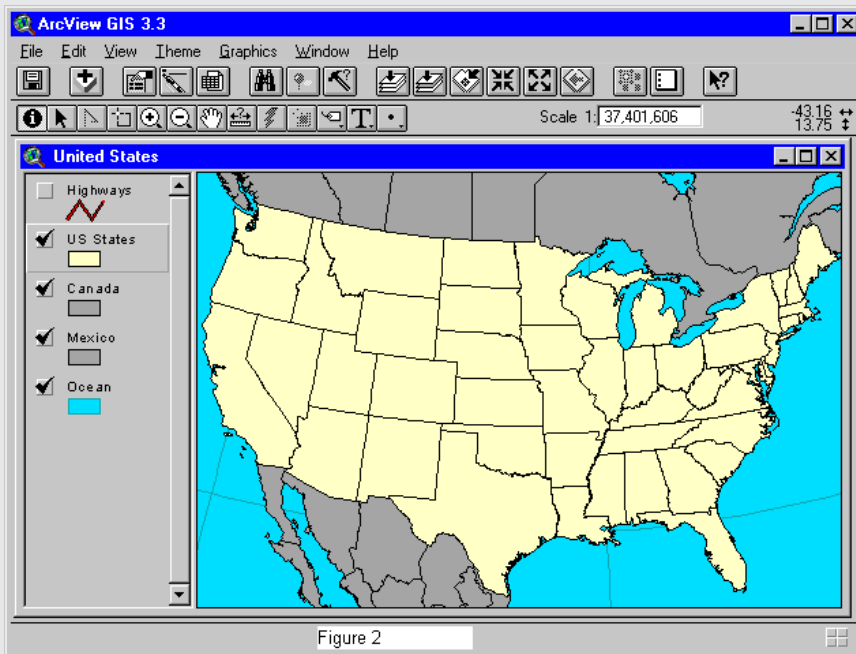 ArcView GIS 3.3
File Edit View Theme Graphics Window Help
Scale 1: 37,401,606
-43.16
13.75
United States
Highways
US States
Canada
Mexico
Ocean
Figure 2